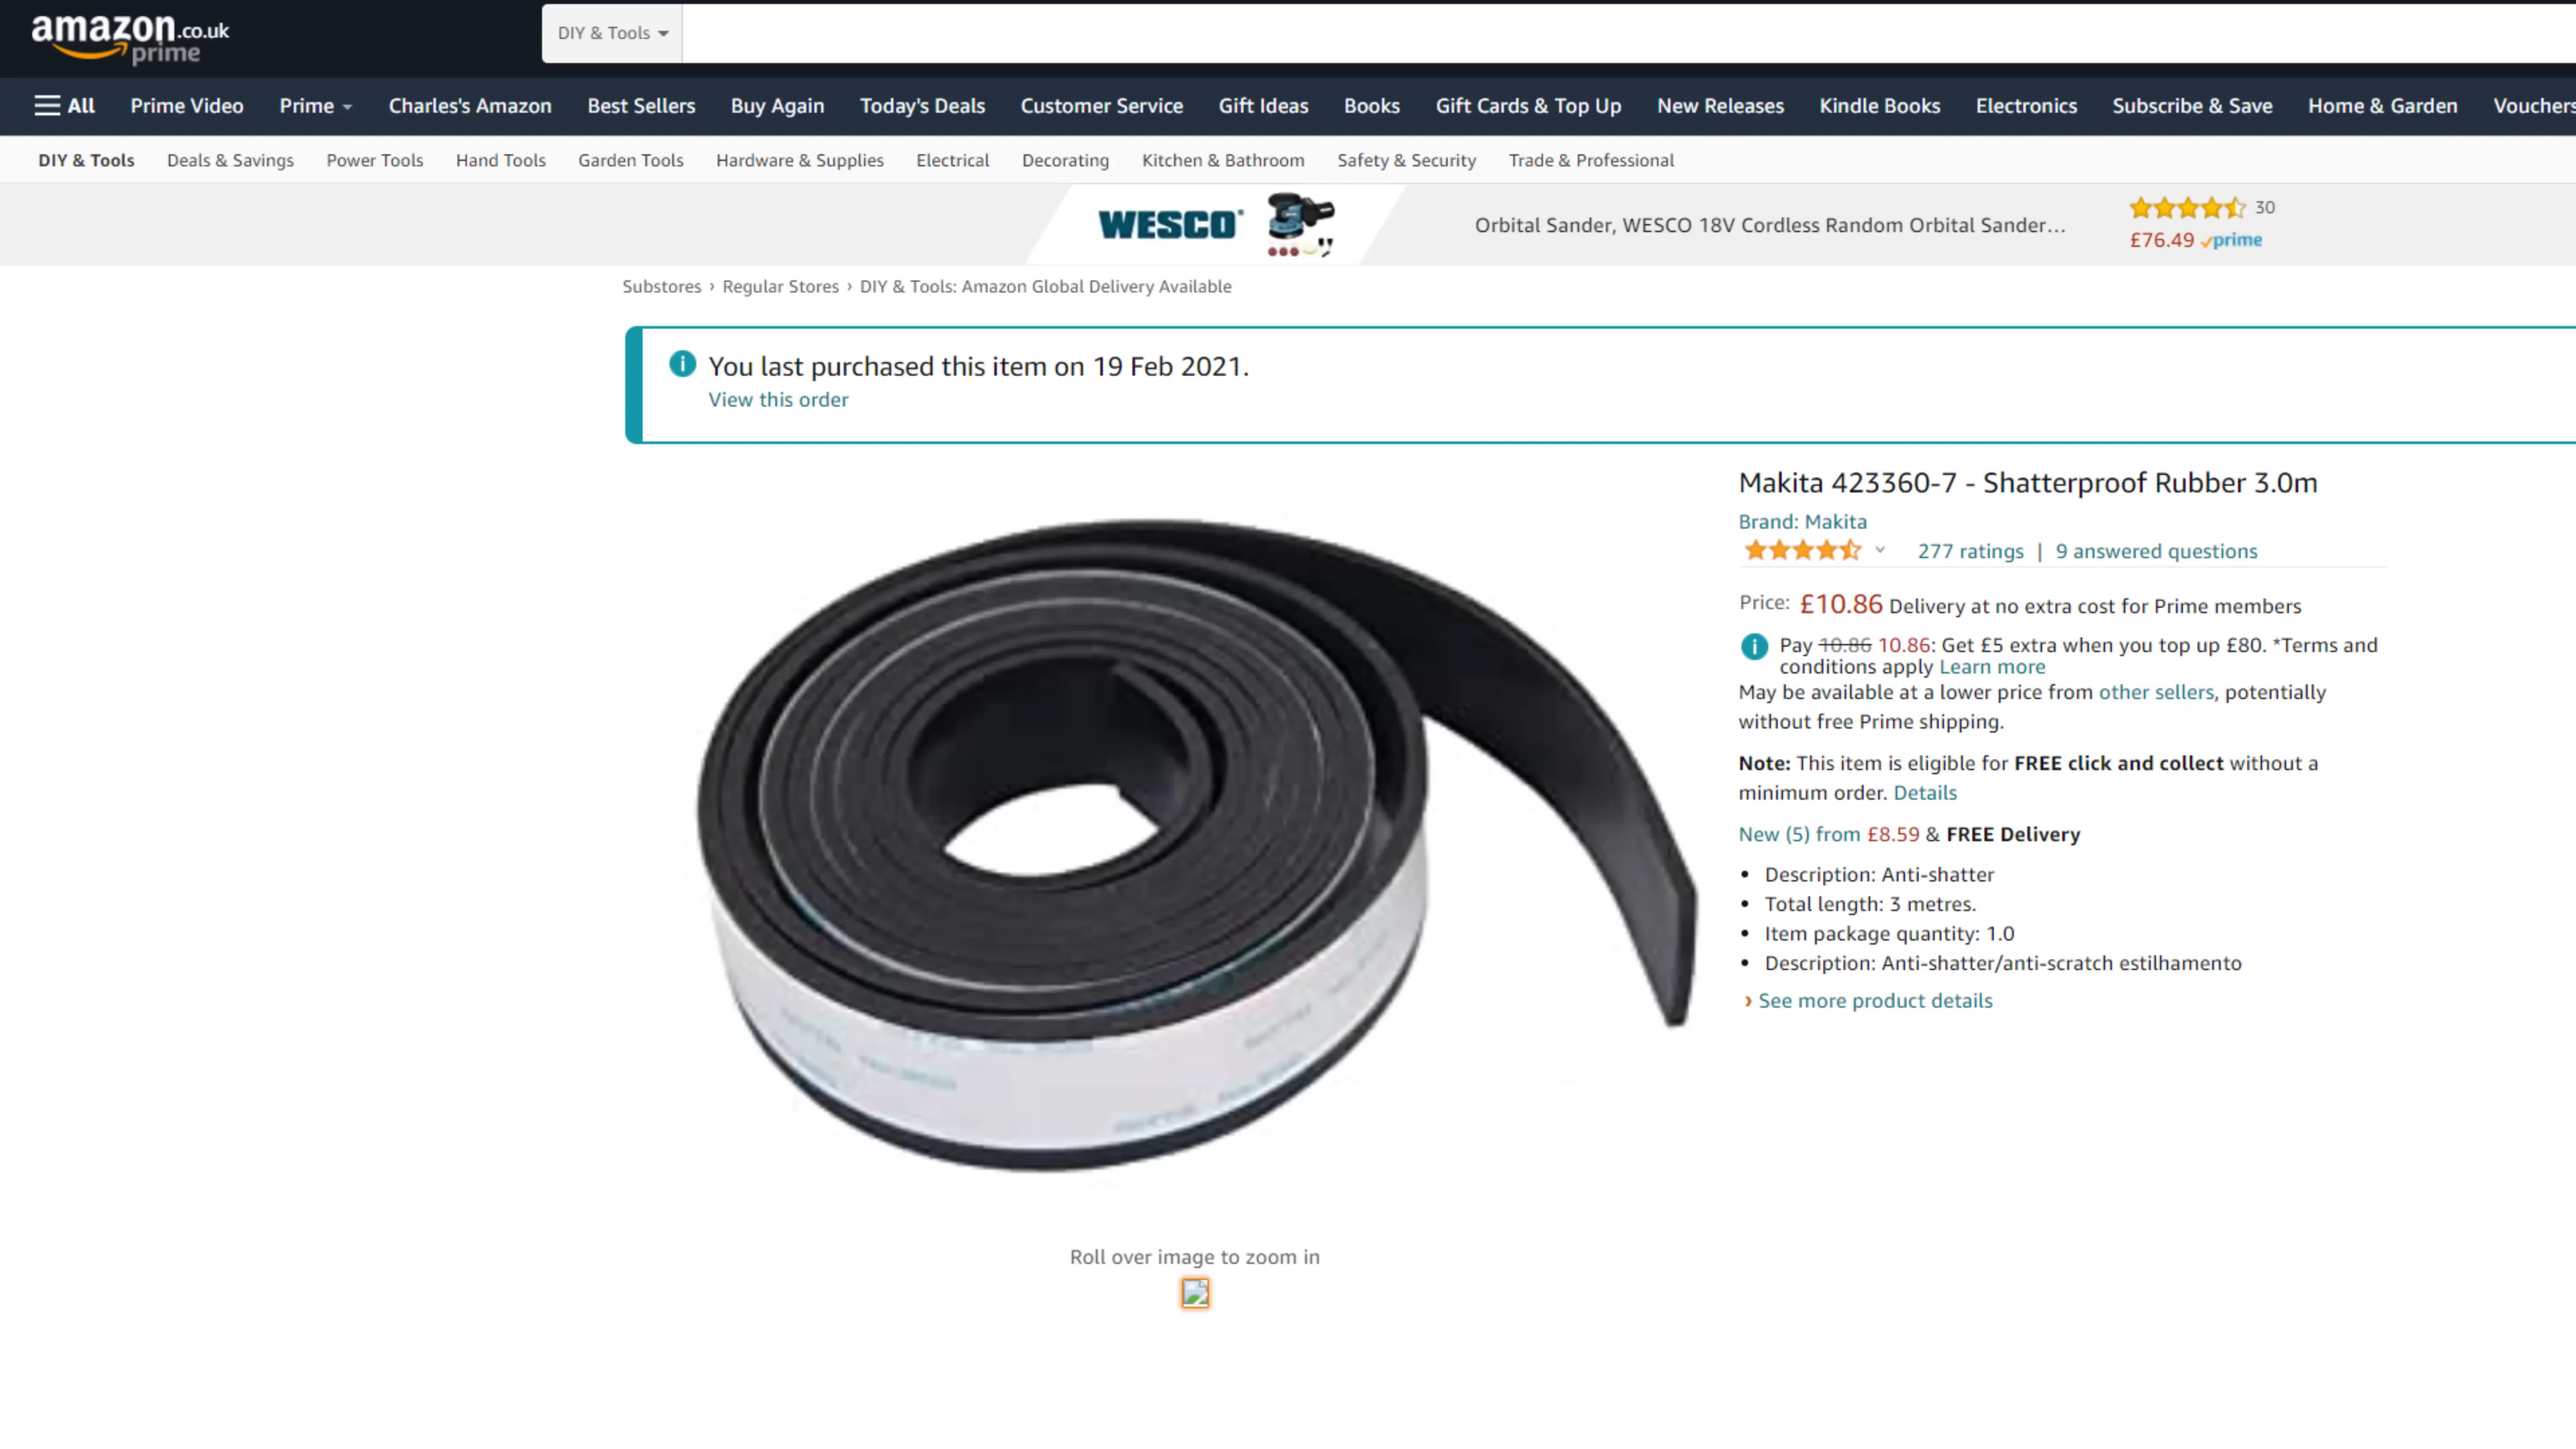 amazon.co.uk
prime
DIY & Tools
All Prime Video Prime Charles's Amazon Best Sellers Buy Again Today's Deals Customer Service Gift Ideas Books Gift Cards & Top Up New Releases Kindle Books Electronics Subscribe & Save Home & Garden Vouchers
DIY & Tools Deals & Savings Power Tools Hand Tools Garden Tools Hardware & Supplies Electrical Decorating Kitchen & Bathroom Safety & Security Trade & Professional
WESCO
Orbital Sander, WESCO 18V Cordless Random Orbital Sander...
30
£76.49 prime
Substores › Regular Stores › DIY & Tools: Amazon Global Delivery Available
You last purchased this item on 19 Feb 2021.
View this order
Makita 423360-7 - Shatterproof Rubber 3.0m
Brand: Makita
277 ratings | 9 answered questions
Price: £10.86 Delivery at no extra cost for Prime members
Pay 10.86 10.86: Get £5 extra when you top up £80. *Terms and
conditions apply Learn more
May be available at a lower price from other sellers, potentially
without free Prime shipping.
Note: This item is eligible for FREE click and collect without a
minimum order. Details
New (5) from £8.59 & FREE Delivery
• Description: Anti-shatter
• Total length: 3 metres.
• Item package quantity: 1.0
• Description: Anti-shatter/anti-scratch estilhamento
› See more product details
Roll over image to zoom in